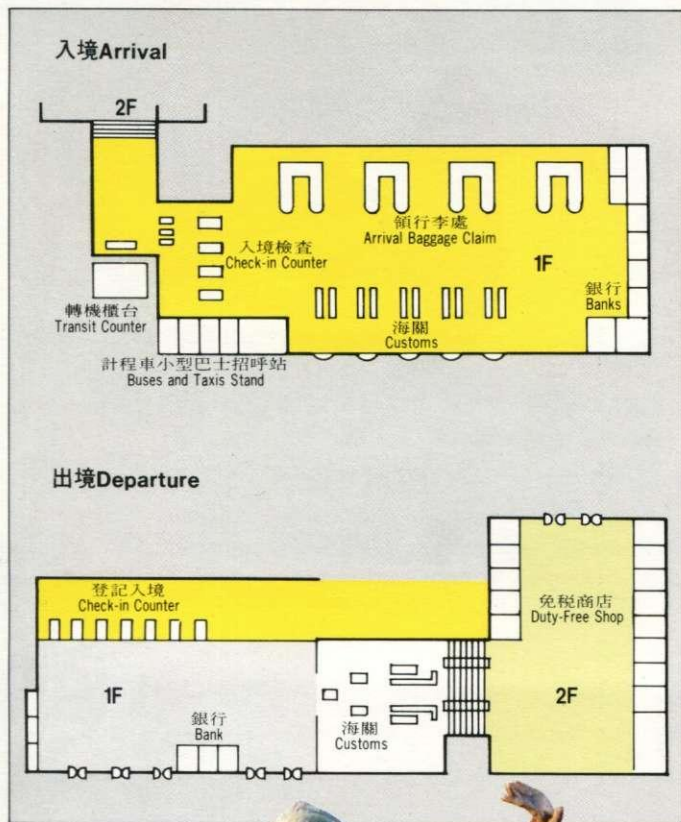 入境Arrival
2F
領行李處
Arrival Baggage Claim
入境檢查
Check-in Counter
1F
銀行
Banks
轉機櫃台
Transit Counter
海關
Customs
計程車小型巴士招呼站
Buses and Taxis Stand
出境Departure
登記入境
Check-in Counter
免稅商店
Duty-Free Shop
1F
2F
銀行
Bank
海關
Customs